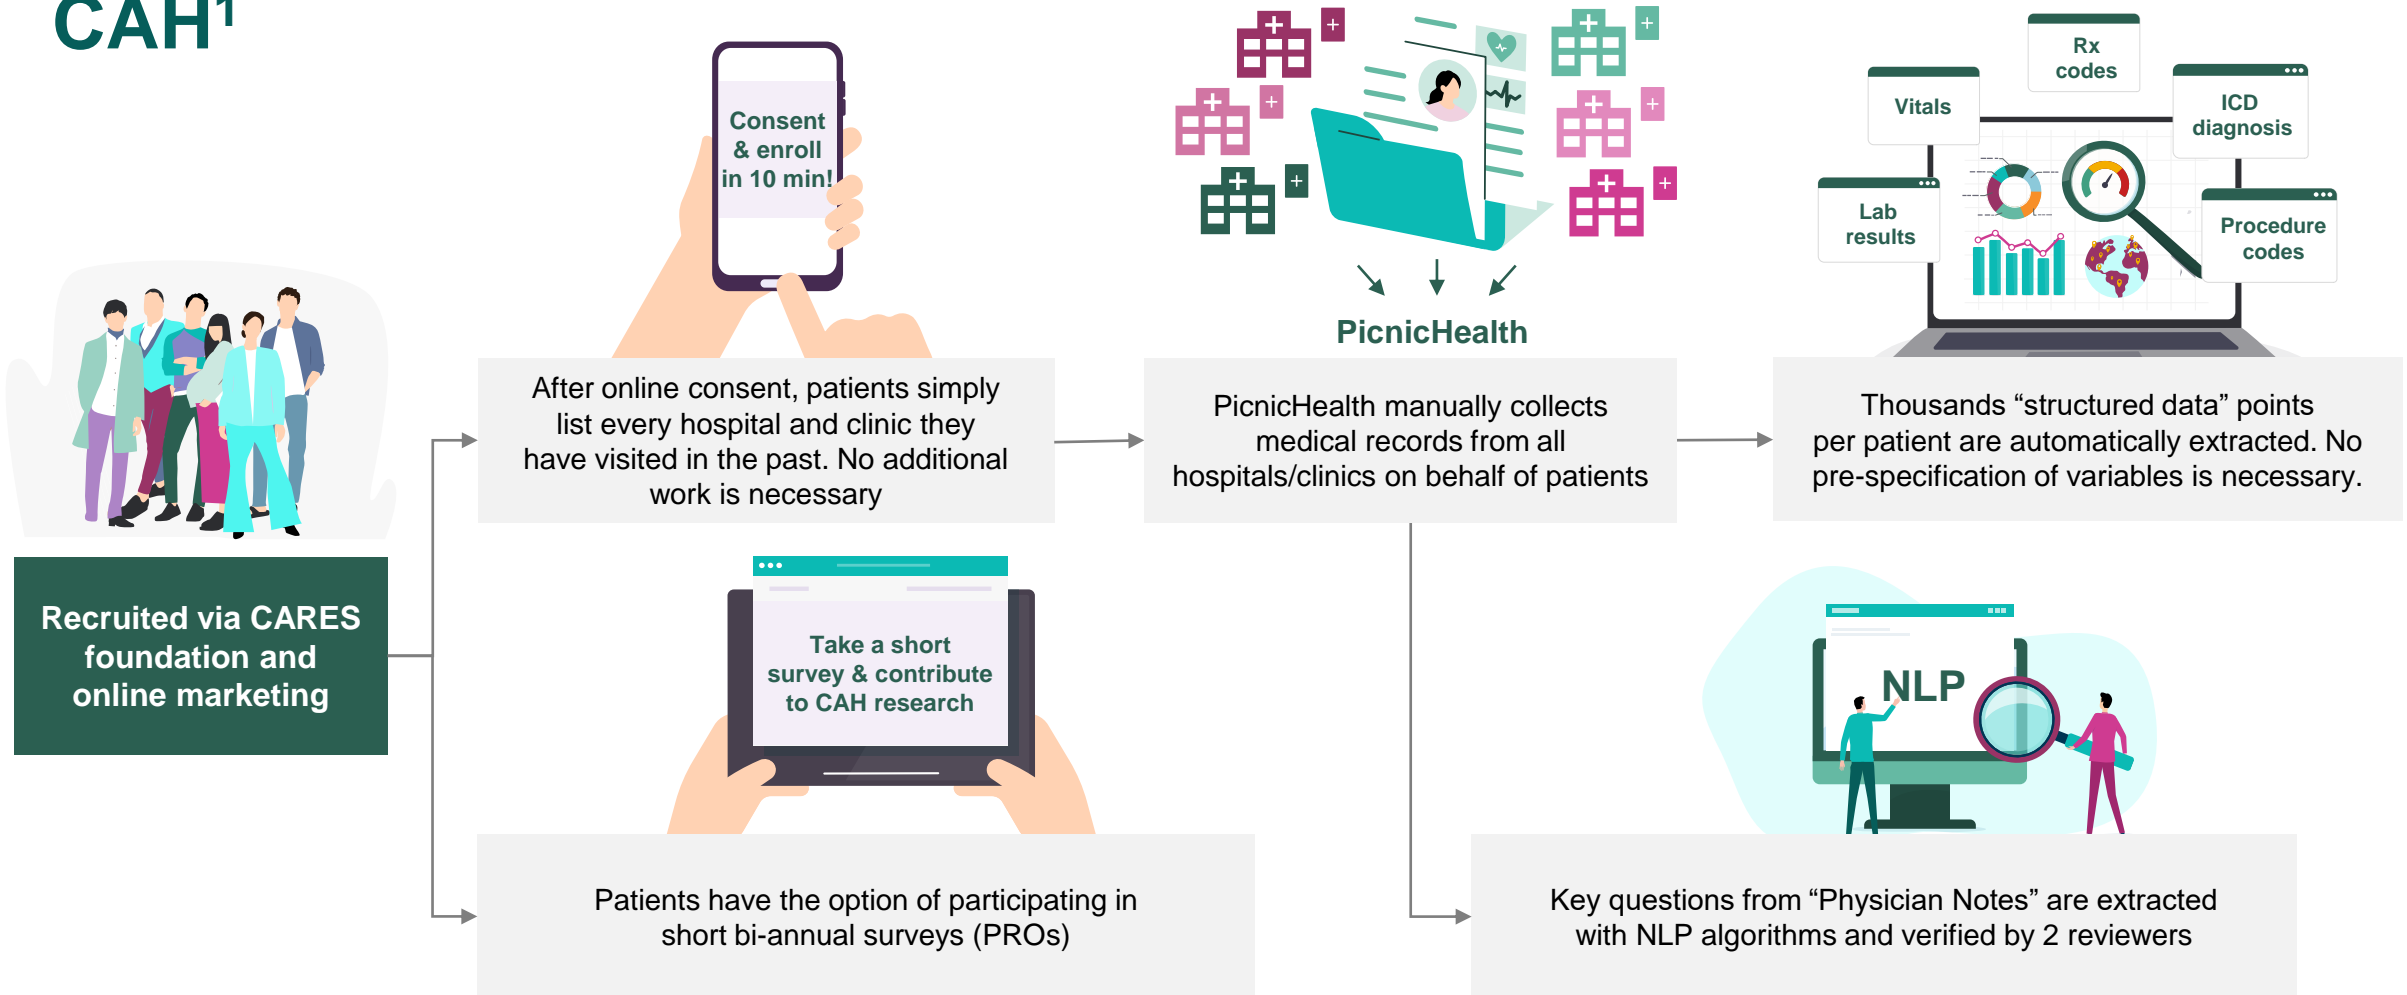 CAH¹
Consent
& enroll
in 10 min!
PicnicHealth
Rx
codes
Vitals
ICD
diagnosis
Lab
results
Procedure
codes
After online consent, patients simply
list every hospital and clinic they
have visited in the past. No additional
work is necessary
PicnicHealth manually collects
medical records from all
hospitals/clinics on behalf of patients
Thousands “structured data” points
per patient are automatically extracted. No
pre-specification of variables is necessary.
Recruited via CARES
foundation and
online marketing
Take a short
survey & contribute
to CAH research
NLP
Patients have the option of participating in
short bi-annual surveys (PROs)
Key questions from “Physician Notes” are extracted
with NLP algorithms and verified by 2 reviewers